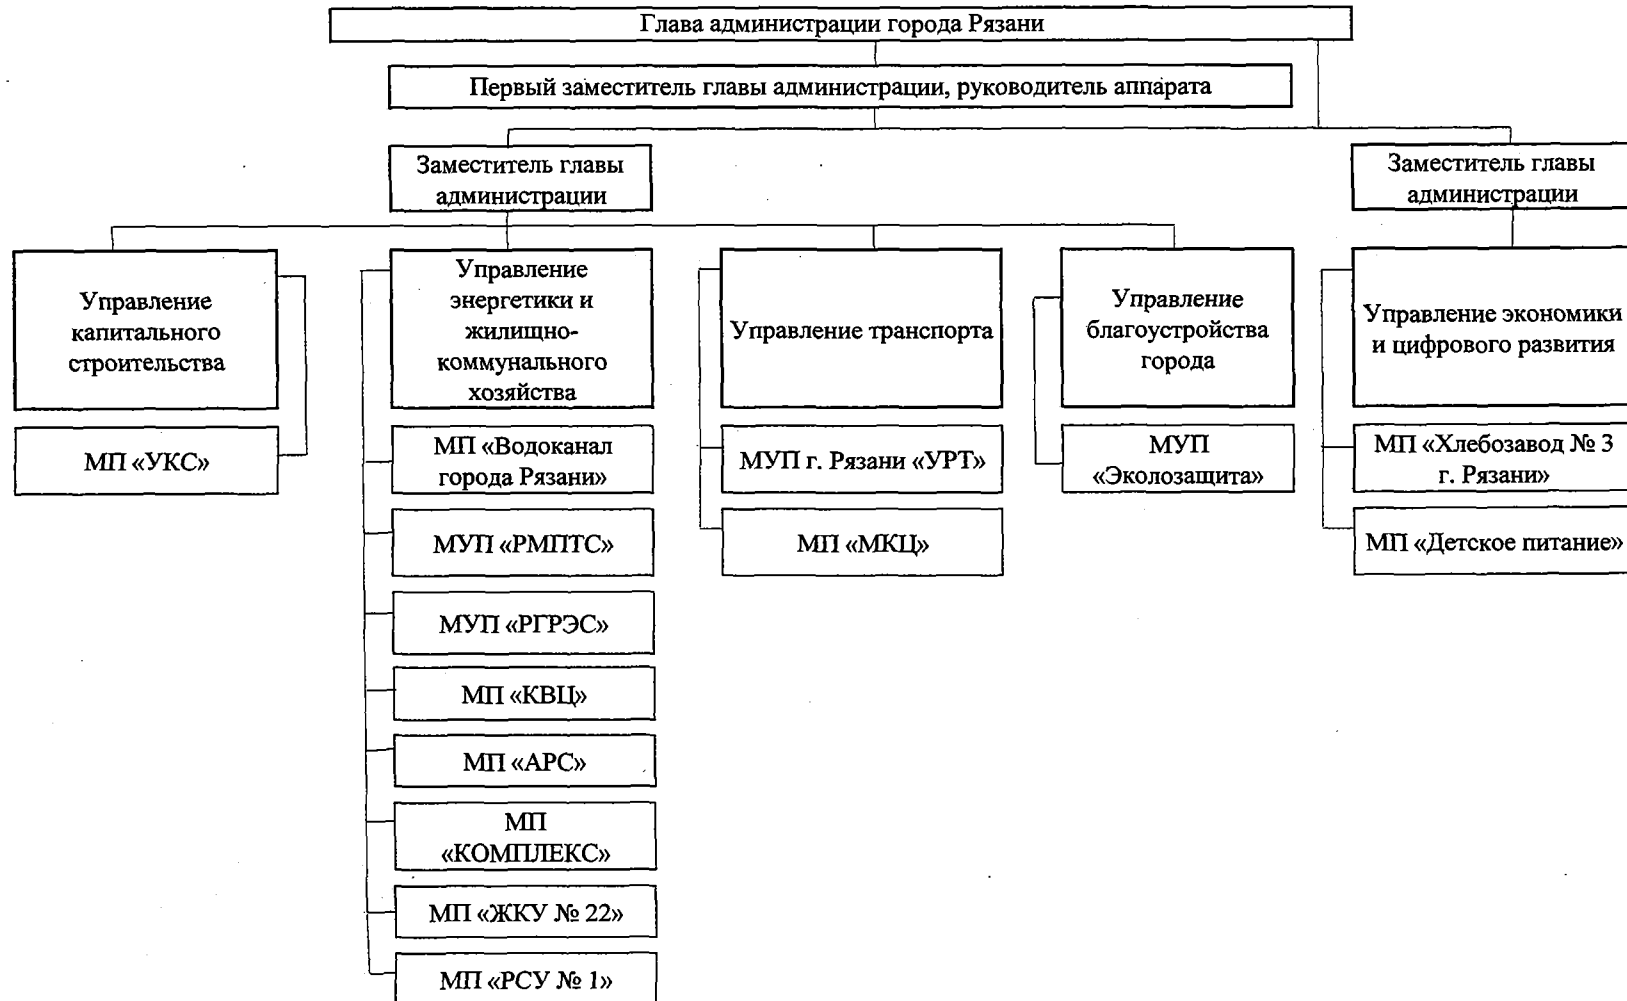 Глава администрации города Рязани
Первый заместитель главы администрации, руководитель аппарата
Заместитель главы
администрации
Заместитель главы
администрации
Управление
капитального
строительства
Управление
энергетики и
жилищно-
коммунального
хозяйства
Управление транспорта
Управление
благоустройства
города
Управление экономики
и цифрового развития
МП «УКС»
МП «Водоканал
города Рязани»
МУП г. Рязани «УРТ»
МУП
«Эколозащита»
МП «Хлебозавод № 3
г. Рязани»
МУП «РМПТС»
МП «МКЦ»
МП «Детское питание»
МУП «РГРЭС»
МП «КВЦ»
МП «АРС»
МП
«КОМПЛЕКС»
МП «ЖКУ № 22»
МП «РСУ № 1»